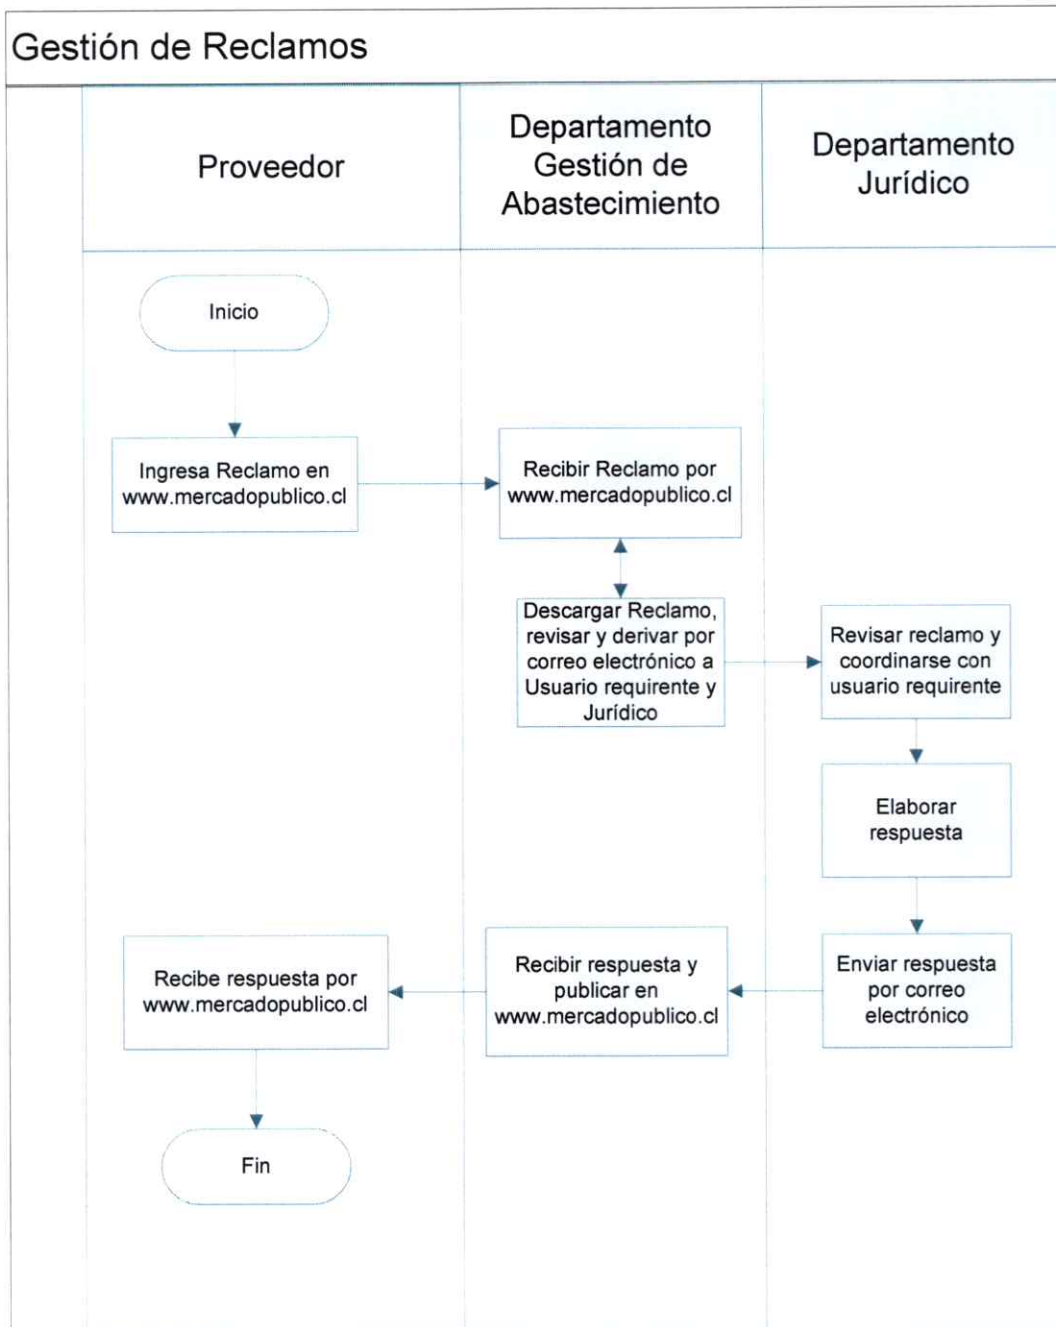 Gestión de Reclamos
Proveedor
Departamento
Gestión de
Abastecimiento
Departamento
Jurídico
Inicio
Ingresa Reclamo en
www.mercadopublico.cl
Recibir Reclamo por
www.mercadopublico.cl
Descargar Reclamo,
revisar y derivar por
correo electrónico a
Usuario requirente y
Jurídico
Revisar reclamo y
coordinarse con
usuario requirente
Elaborar
respuesta
Enviar respuesta
por correo
electrónico
Recibir respuesta y
publicar en
www.mercadopublico.cl
Recibe respuesta por
www.mercadopublico.cl
Fin